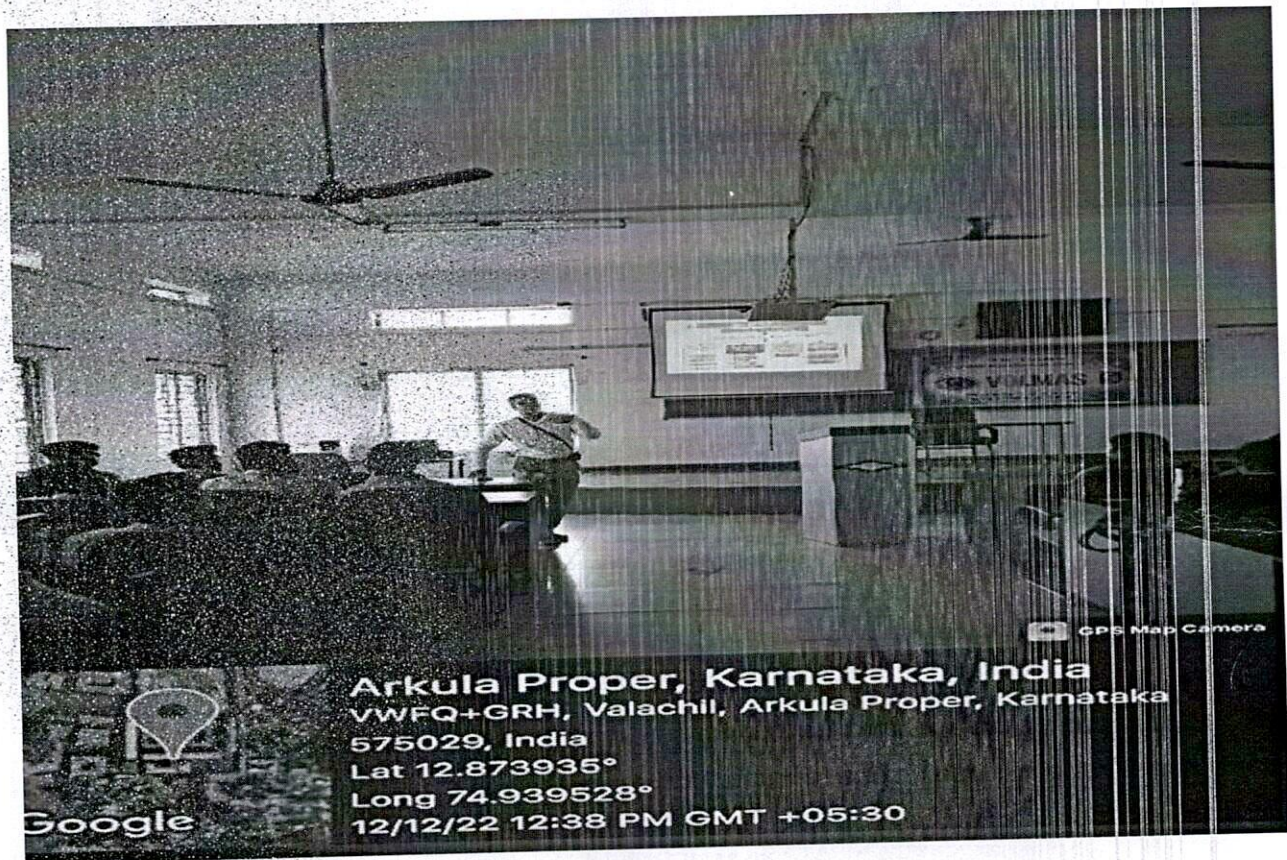 VOLMAS
GPS Map Camera
Arkula Proper, Karnataka, India
VWFQ+GRH, Valachil, Arkula Proper, Karnataka
575029, India
Lat 12.873935°
Long 74.939528°
12/12/22 12:38 PM GMT +05:30
Google